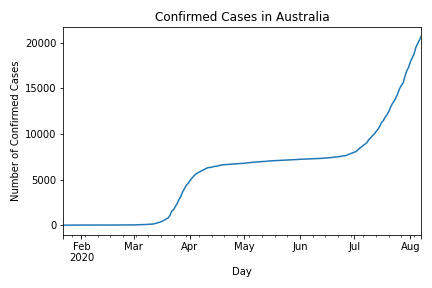 Confirmed Cases in Australia
Number of Confirmed Cases
20000
15000
10000
5000
0
Feb Mar Apr May Jun Jul Aug
2020
Day